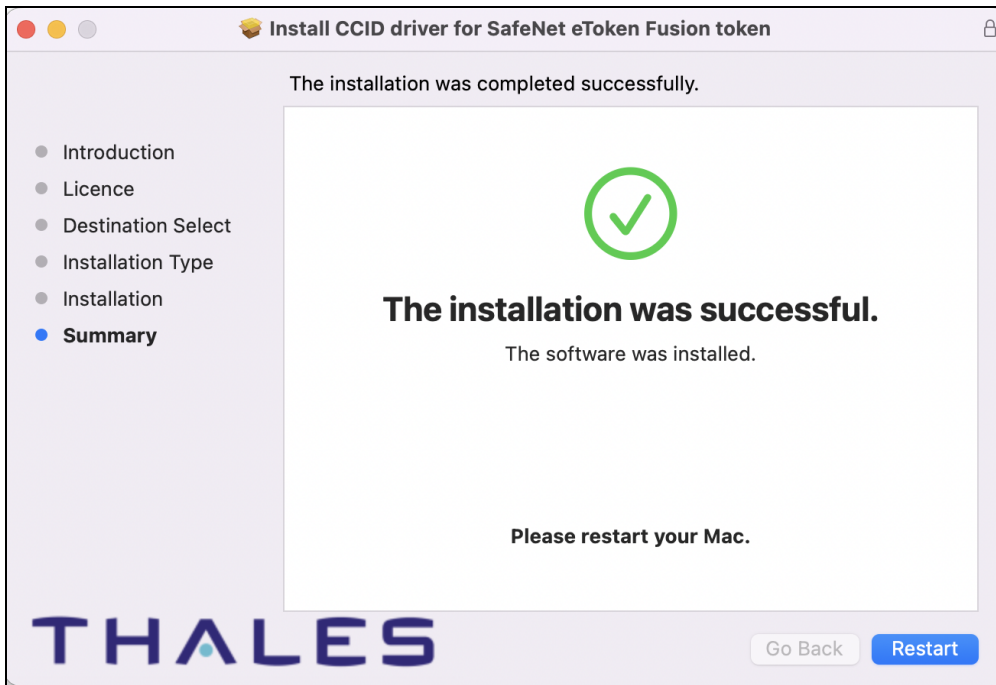 Install CCID driver for SafeNet eToken Fusion token
The installation was completed successfully.
Introduction
Licence
Destination Select
Installation Type
Installation
Summary
The installation was successful.
The software was installed.
Please restart your Mac.
THALES
Go Back
Restart